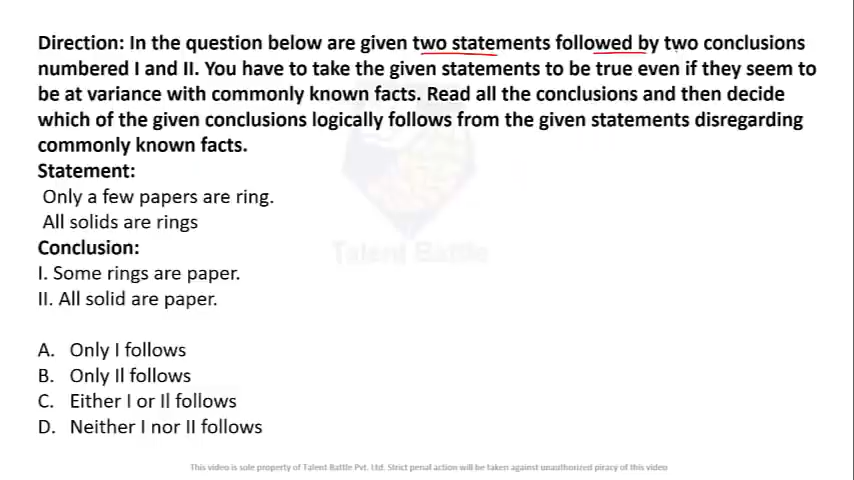 Direction: In the question below are given two statements followed by two conclusions
numbered I and II. You have to take the given statements to be true even if they seem to
be at variance with commonly known facts. Read all the conclusions and then decide
which of the given conclusions logically follows from the given statements disregarding
commonly known facts.
Statement:
Only a few papers are ring.
All solids are rings
Conclusion:
I. Some rings are paper.
II. All solid are paper.
A. Only I follows
B. Only II follows
C. Either I or II follows
D. Neither I nor II follows
Talent Battle
This video is sole property of Talent Battle Pvt. Ltd. Strict penal action will be taken against unauthorized piracy of this video